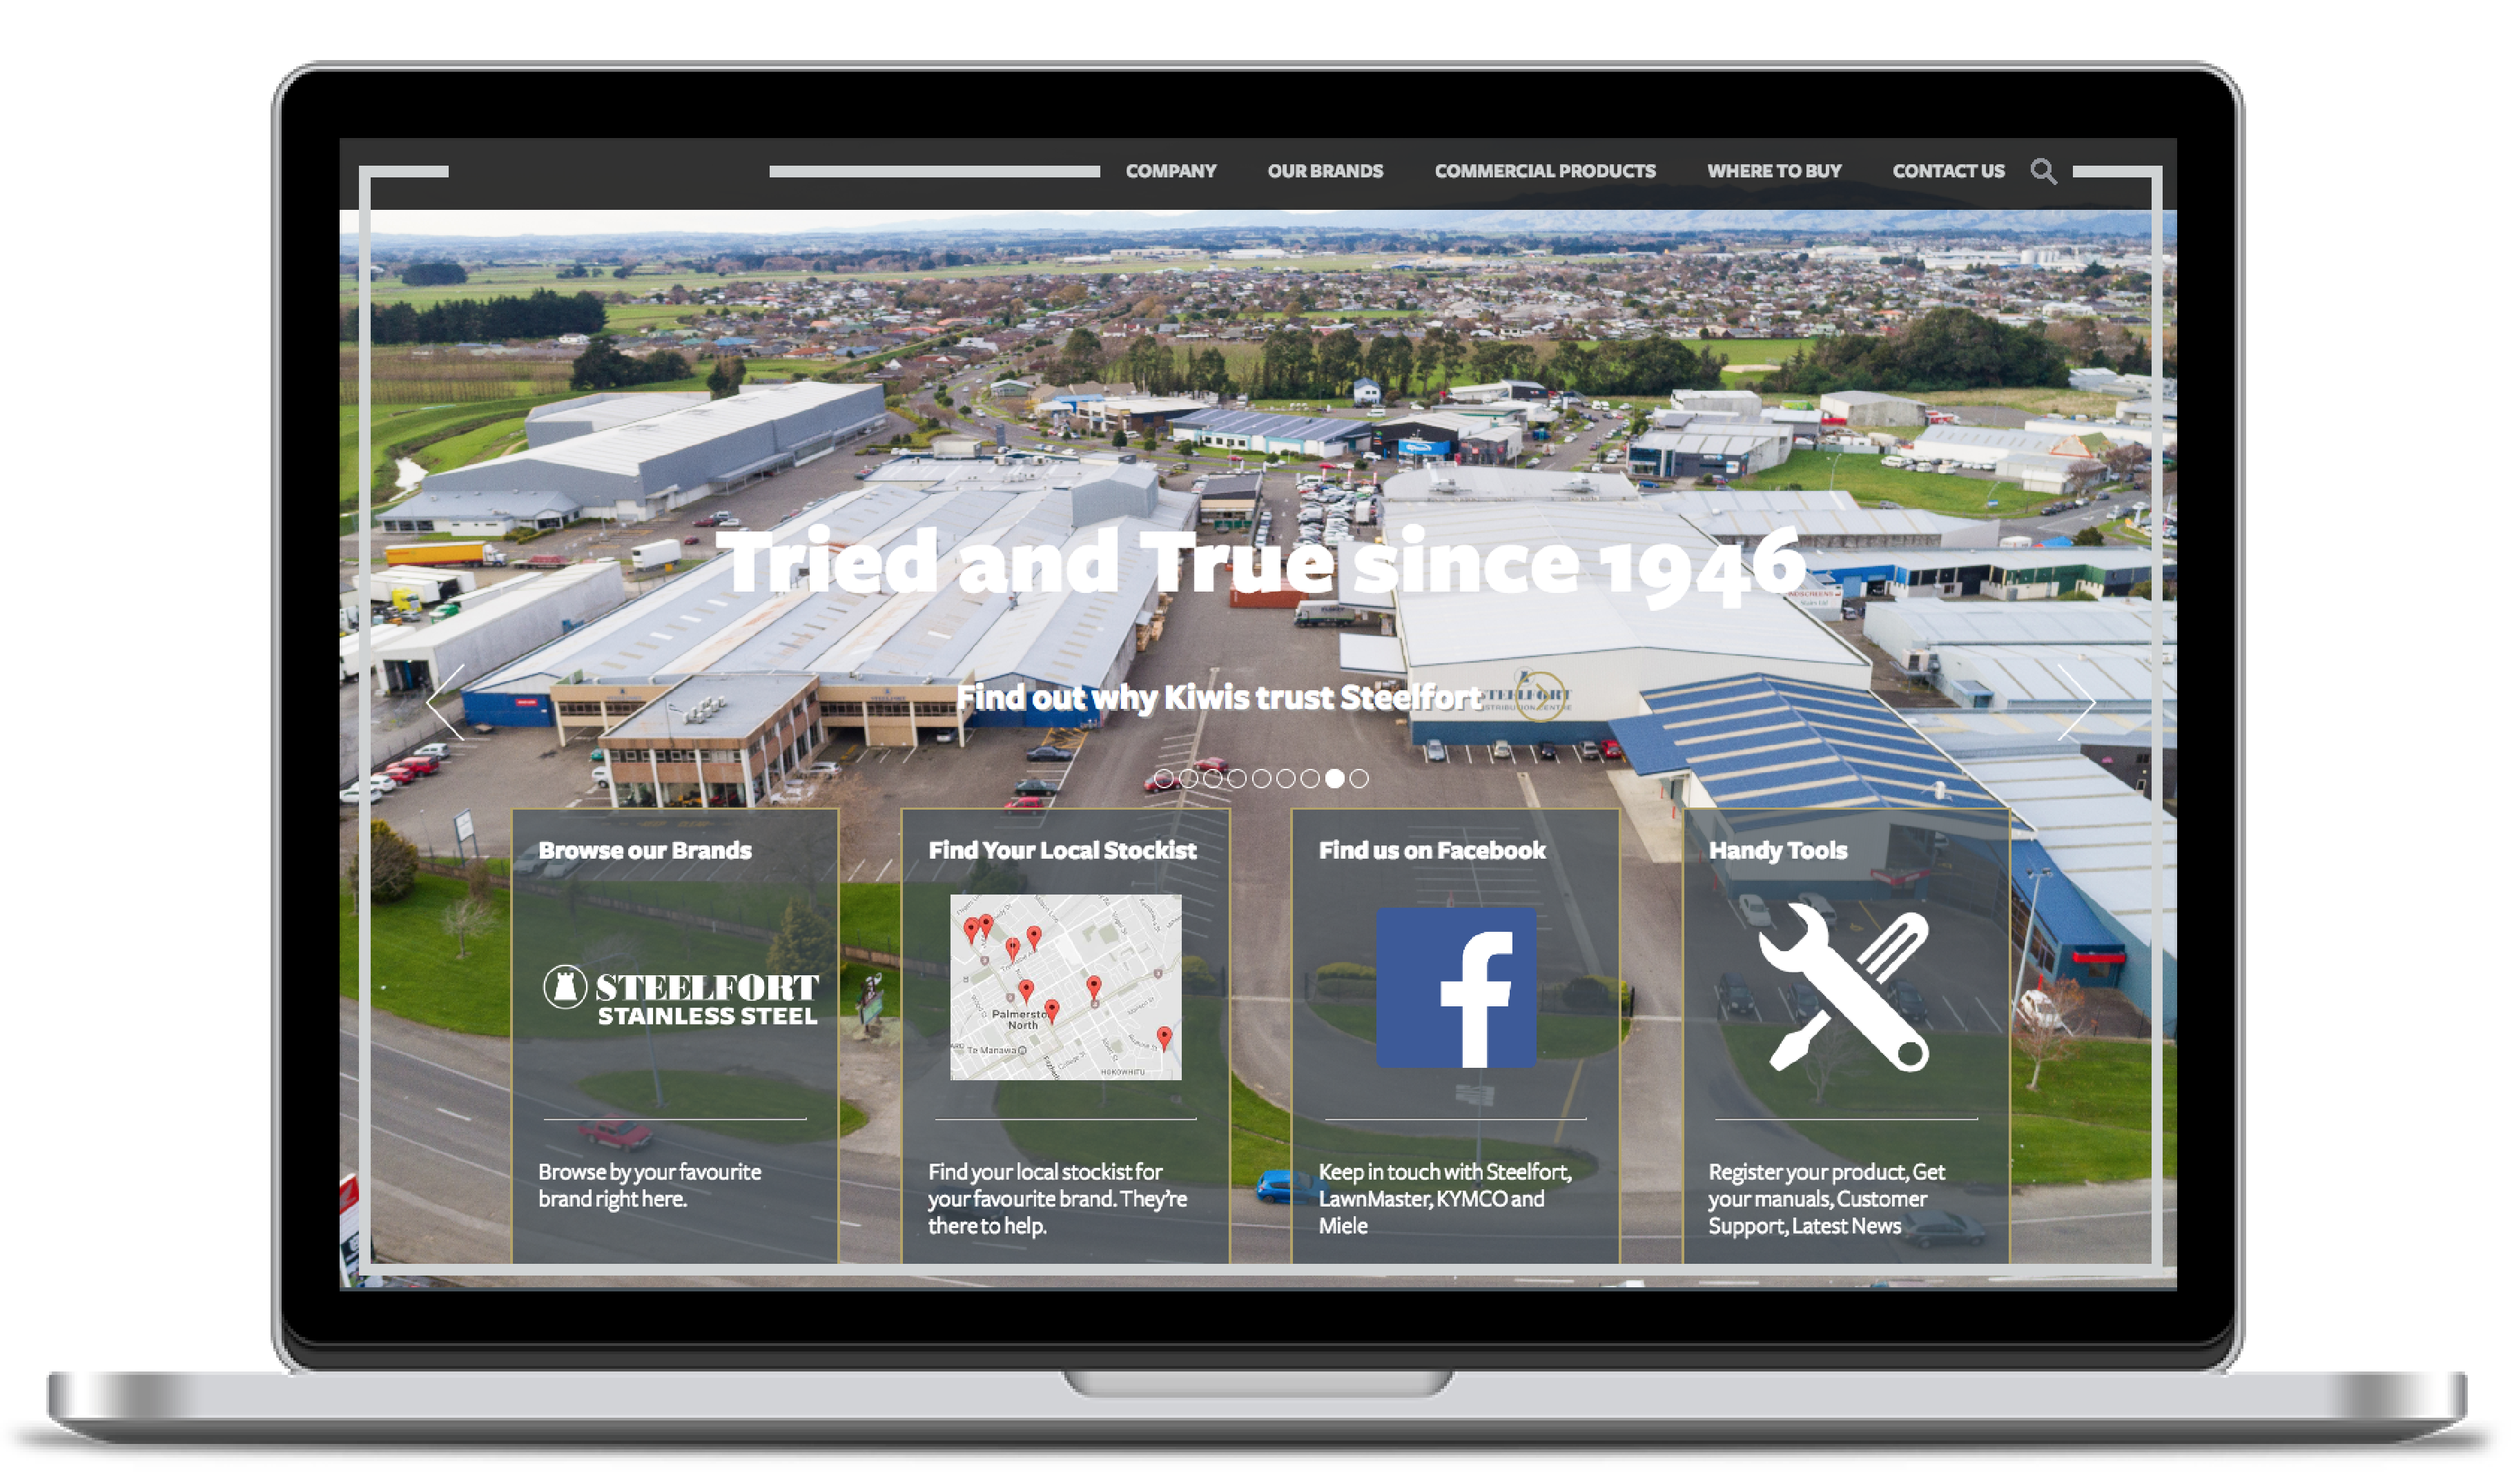 COMPANY
OUR BRANDS
COMMERCIAL PRODUCTS
WHERE TO BUY
CONTACT US
Tried and True since 1946
Find out why Kiwis trust Steelfort
Browse our Brands
STEELFORT
STAINLESS STEEL
Browse by your favourite
brand right here.
Find Your Local Stockist
Palmerston
North
Te Manawa
HOKOWHITU
Find your local stockist for
your favourite brand. They're
there to help.
Find us on Facebook
f
Keep in touch with Steelfort,
LawnMaster, KYMCO and
Miele
Handy Tools
Register your product, Get
your manuals, Customer
Support, Latest News